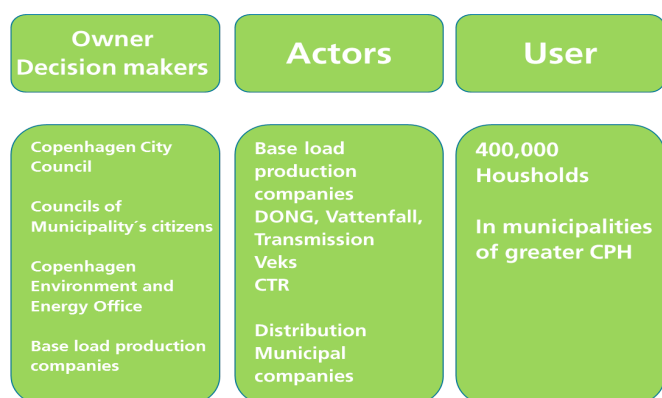 Owner
Decision makers
Actors
User
Copenhagen City
Council
Councils of
Municipality´s citizens
Copenhagen
Environment and
Energy Office
Base load production
companies
Base load
production
companies
DONG, Vattenfall,
Transmission
Veks
CTR
Distribution
Municipal
companies
400,000
Housholds
In municipalities
of greater CPH